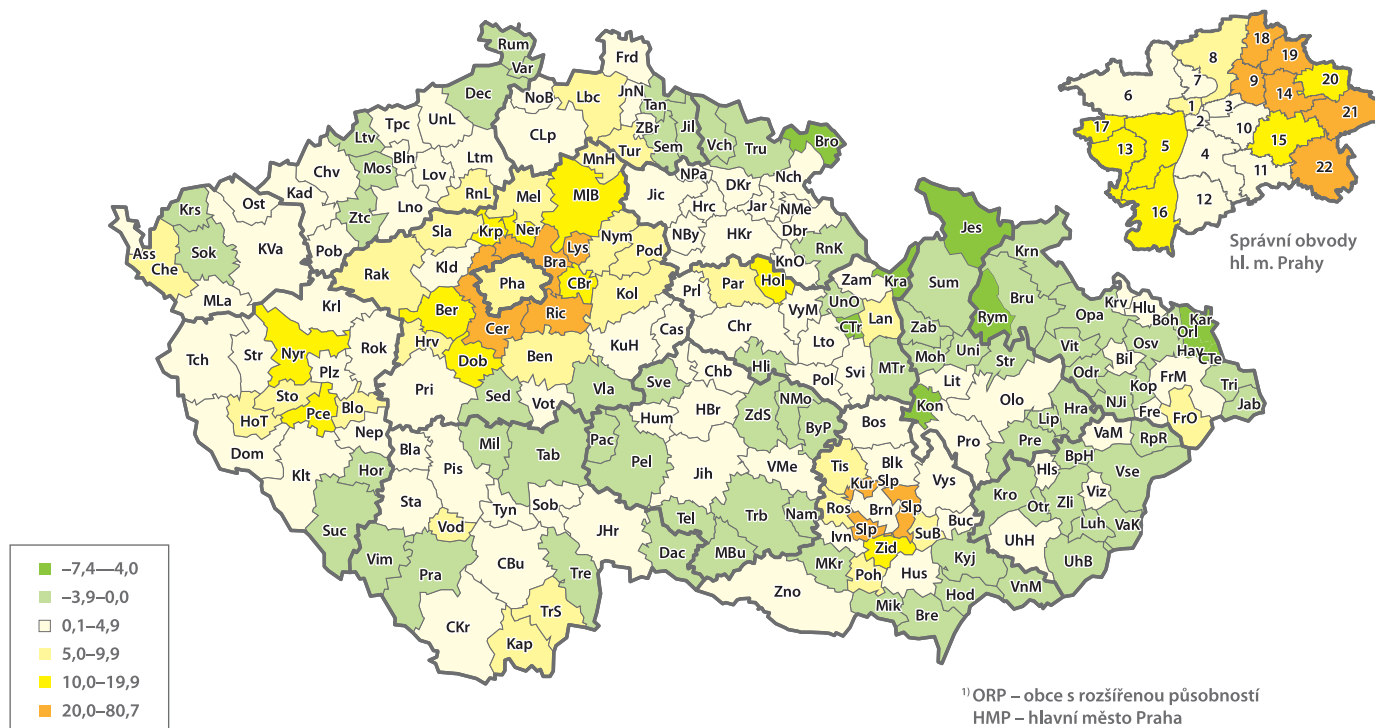 Rum
Frd
18
Var
8
19
Dec
NoB
Lbc
JnN
Tan
7
9
14
20
6
Tpc
UnL
ZBr
Jil
1
3
21
Ltv
CLp
Sem
Vch
Tru
Bro
17
2
10
15
Chv
Bln
Ltm
Tur
13
5
4
Mos
Lov
MnH
NPa
Nch
11
22
Kad
RnL
Mel
MlB
Jic
DKr
12
Krs
Ost
Ztc
Lno
Hrc
Jar
NMe
16
Sla
Krp
Ner
Nym
NBy
HKr
Dbr
Jes
Správní obvody
hl. m. Prahy
Sok
KVa
Pob
Lys
Pod
RnK
Krn
Ass
Che
Rak
Kld
Bra
KnO
Pha
CBr
Kol
Prl
Par
Hol
Zam
Kra
Sum
Bru
MLa
Krl
Ber
UnO
Lan
Rym
Opa
Krv
Hlu
Boh
Kar
Orl
Cer
Ric
VyM
CTr
Zab
Vit
Osv
Hav
CTe
Tch
Str
Nyr
Rok
Hrv
Cas
Chr
Lto
Moh
Uni
Str
Bil
Plz
Dob
Ben
KuH
Chb
Hli
MTr
Odr
Kop
FrM
Trj
Sto
Pri
Vla
Sve
Pol
Svi
Lit
Olo
NJi
Jab
Pce
Blo
Sed
Vot
HBr
NMo
Kon
Hra
Fre
FrO
HoT
Hum
ZdS
ByP
Bos
Lip
Nep
Bla
Mil
Pac
Pro
Pre
VaM
RpR
Dom
Klt
Hor
Pis
Tab
Pel
Jih
VMe
Tis
Blk
Vys
BpH
Vse
Kur
Slp
Hls
Sta
Tyn
Sob
Ros
Brn
Slp
Kro
Otr
Zli
Viz
Suc
Vod
JHr
Tel
Trb
Nam
Slp
Buc
Luh
VaK
Ivn
SuB
UhH
Vim
CBu
Dac
MBu
Zid
Kyj
UhB
Pra
Tre
MKr
Poh
Hus
VnM
Zno
Hod
CKr
TrS
Mik
Bre
Kap
–7,4––4,0
–3,9–0,0
0,1–4,9
5,0–9,9
10,0–19,9
20,0–80,7
1) ORP – obce s rozšířenou působností
HMP – hlavní město Praha